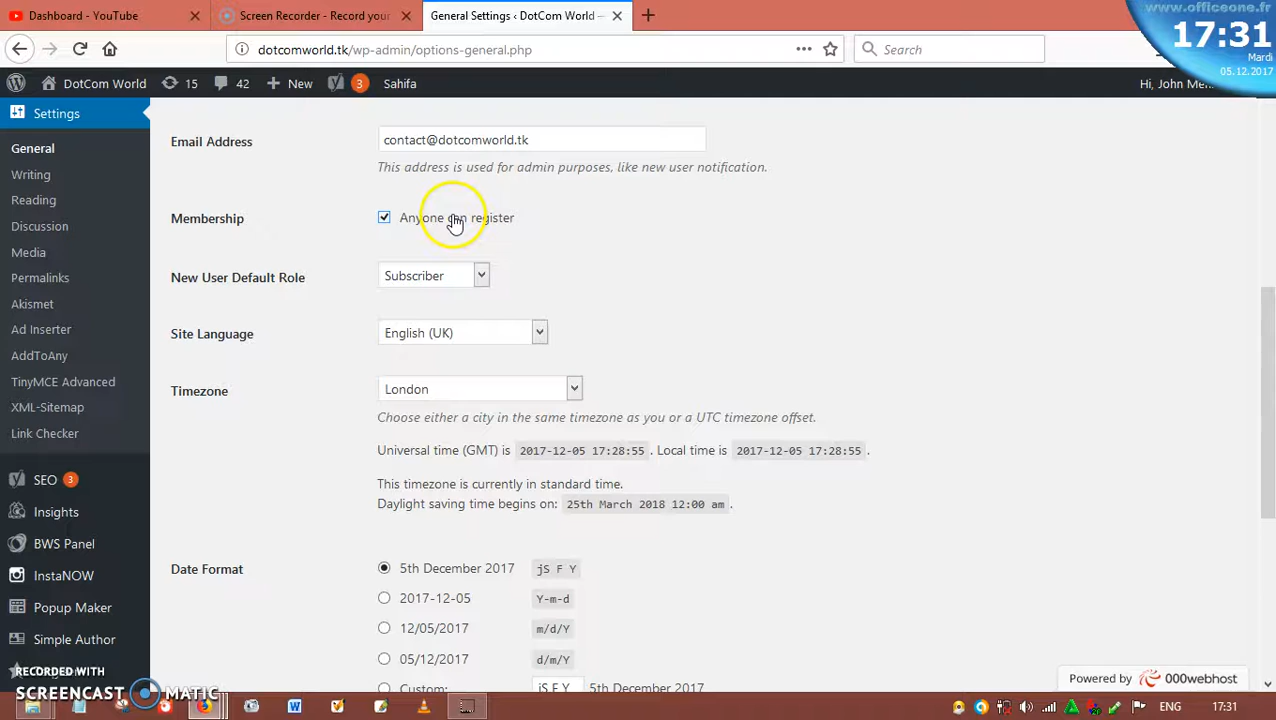 Dashboard - YouTube
Screen Recorder - Record your
General Settings ‹ DotCom World —
www.officeone.fr
17:31
Mardi
05.12.2017
dotcomworld.tk/wp-admin/options-general.php
Search
DotCom World
15
42
New
3
Sahifa
Hi, John
Settings
General
Writing
Reading
Discussion
Media
Permalinks
Akismet
Ad Inserter
AddToAny
TinyMCE Advanced
XML-Sitemap
Link Checker
SEO 3
Insights
BWS Panel
InstaNOW
Popup Maker
Simple Author
Email Address
contact@dotcomworld.tk
This address is used for admin purposes, like new user notification.
Membership
Anyone can register
New User Default Role
Subscriber
Site Language
English (UK)
Timezone
London
Choose either a city in the same timezone as you or a UTC timezone offset.
Universal time (GMT) is 2017-12-05 17:28:55 . Local time is 2017-12-05 17:28:55 .
This timezone is currently in standard time.
Daylight saving time begins on: 25th March 2018 12:00 am .
Date Format
5th December 2017 jS F Y
2017-12-05 Y-m-d
12/05/2017 m/d/Y
05/12/2017 d/m/Y
Custom: jS F Y 5th December 2017
Powered by 000webhost
RECORDED WITH
SCREENCAST MATIC
ENG
17:31